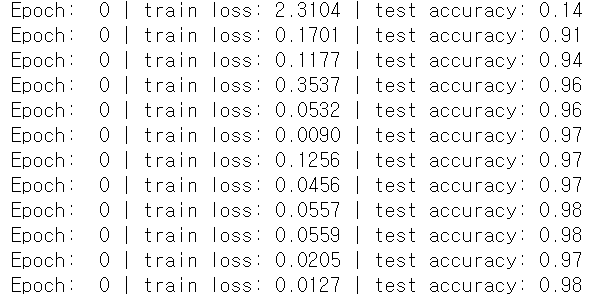 Epoch:  0 | train loss: 2.3104 | test accuracy: 0.14
Epoch:  0 | train loss: 0.1701 | test accuracy: 0.91
Epoch:  0 | train loss: 0.1177 | test accuracy: 0.94
Epoch:  0 | train loss: 0.3537 | test accuracy: 0.96
Epoch:  0 | train loss: 0.0532 | test accuracy: 0.96
Epoch:  0 | train loss: 0.0090 | test accuracy: 0.97
Epoch:  0 | train loss: 0.1256 | test accuracy: 0.97
Epoch:  0 | train loss: 0.0456 | test accuracy: 0.97
Epoch:  0 | train loss: 0.0557 | test accuracy: 0.98
Epoch:  0 | train loss: 0.0559 | test accuracy: 0.98
Epoch:  0 | train loss: 0.0205 | test accuracy: 0.97
Epoch:  0 | train loss: 0.0127 | test accuracy: 0.98